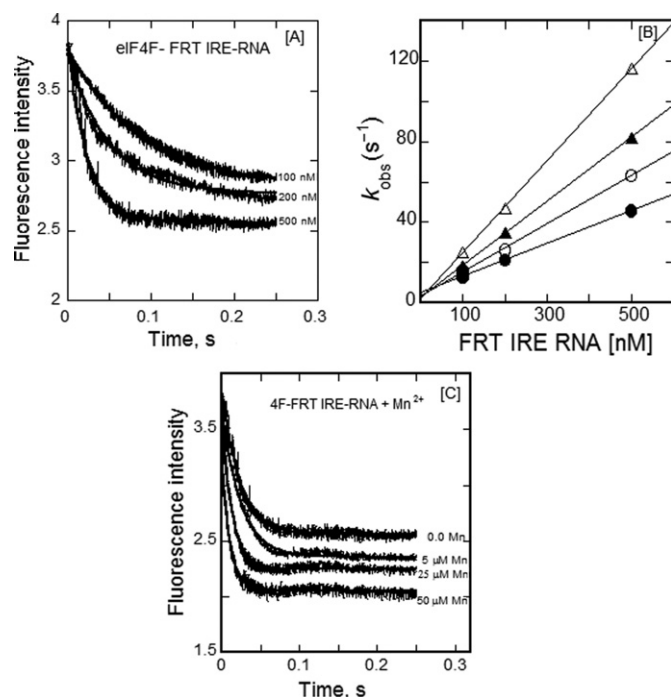 eIF4F- FRT IRE-RNA
[A]
4
3.5
3
2.5
2
Fluorescence intensity
100 nM
200 nM
500 nM
0
0.1
0.2
0.3
Time, s
[B]
120
80
40
0
kobs (s⁻¹)
100
300
500
FRT IRE RNA [nM]
[C]
4F-FRT IRE-RNA + Mn²⁺
3.5
2.5
1.5
Fluorescence intensity
0.0 Mn
5 μM Mn
25 μM Mn
50 μM Mn
0
0.1
0.2
0.3
Time, s